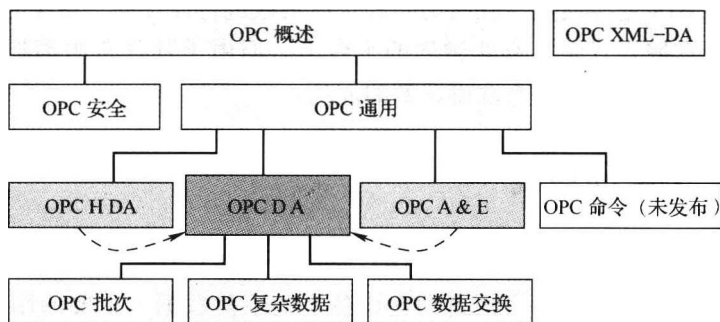 OPC 概述
OPC XML-DA
OPC 安全
OPC 通用
OPC H DA
OPC D A
OPC A & E
OPC 命令（未发布）
OPC 批次
OPC 复杂数据
OPC 数据交换